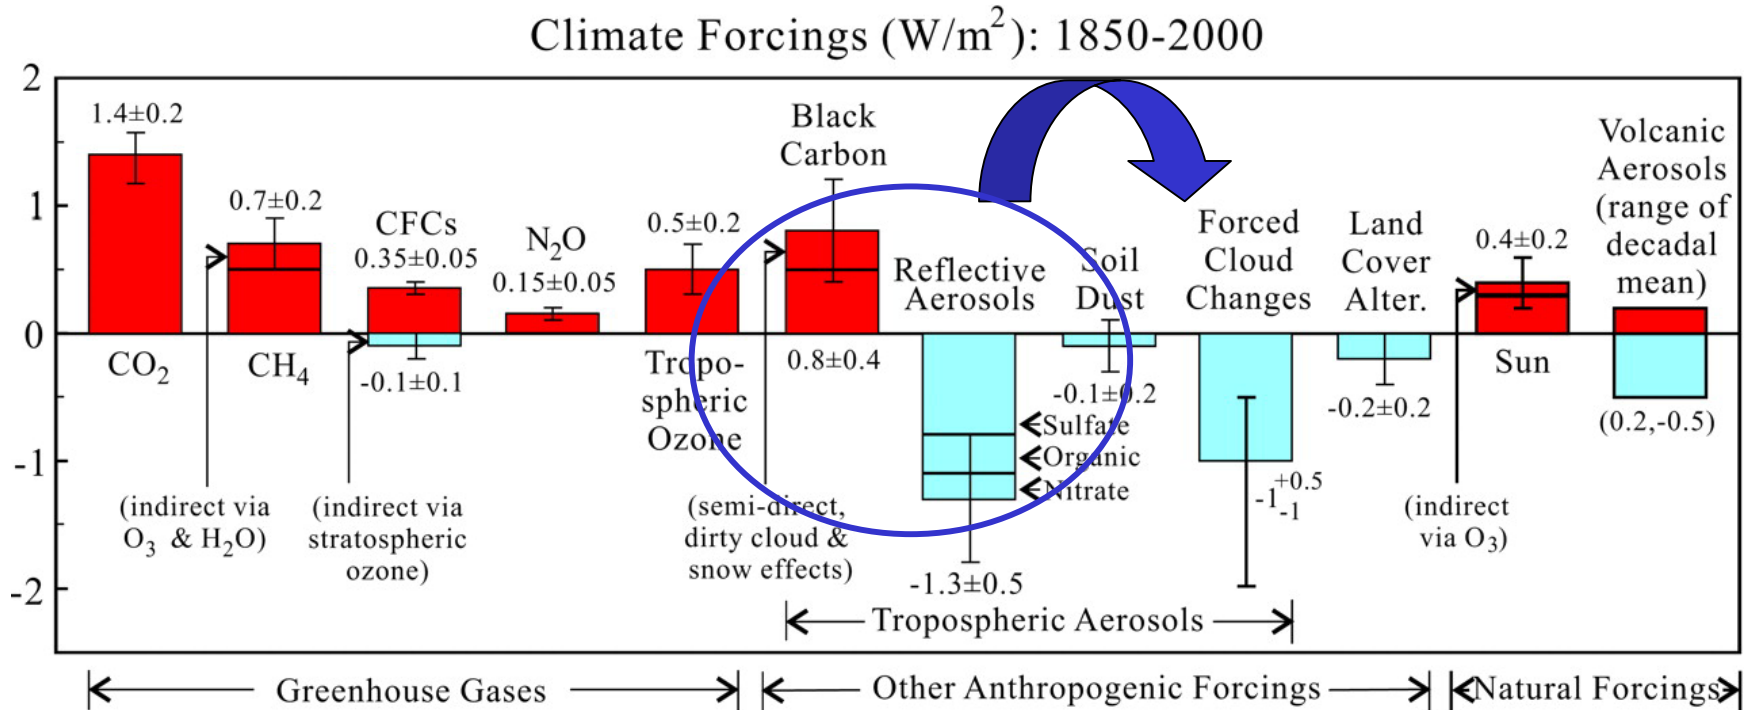 Climate Forcings (W/m²): 1850-2000
2
1
0
-1
-2
1.4±0.2
CO₂
0.7±0.2
CH₄
(indirect via
O₃ & H₂O)
CFCs
0.35±0.05
-0.1±0.1
(indirect via
stratospheric
ozone)
N₂O
0.15±0.05
0.5±0.2
Tropo-
spheric
Ozone
Black
Carbon
0.8±0.4
(semi-direct,
dirty cloud &
snow effects)
Reflective
Aerosols
Sulfate
Organic
Nitrate
-1.3±0.5
Soil
Dust
-0.1±0.2
Forced
Cloud
Changes
-1 +0.5 -1
Land
Cover
Alter.
-0.2±0.2
0.4±0.2
Sun
(indirect
via O₃)
Volcanic
Aerosols
(range of
decadal
mean)
(0.2,-0.5)
Tropospheric Aerosols
Greenhouse Gases
Other Anthropogenic Forcings
Natural Forcings